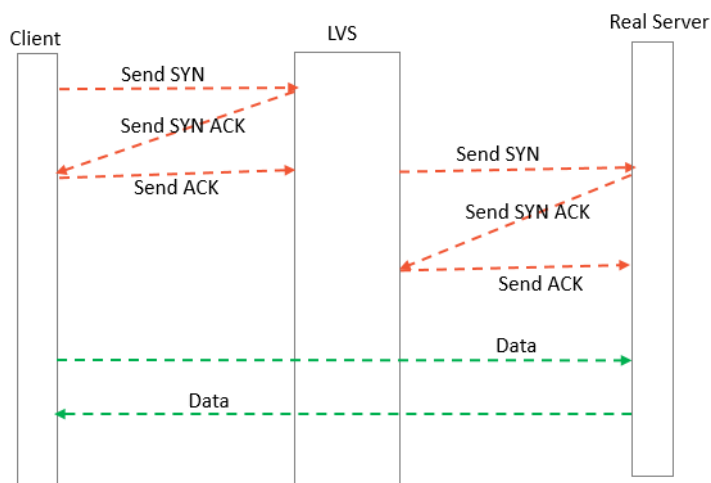 Client
LVS
Real Server
Send SYN
Send SYN ACK
Send SYN
Send ACK
Send SYN ACK
Send ACK
Data
Data